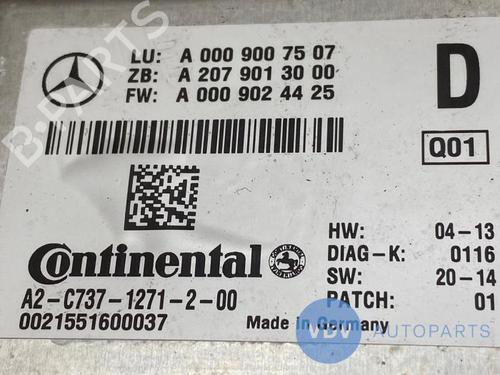 LU: A 000 900 75 07
ZB: A 207 901 30 00
FW: A 000 902 44 25
D
Q01
B-PARTS
Continental
HW: 04-13
DIAG-K: 0116
SW: 20-14
PATCH: 01
A2-C737-1271-2-00
0021551600037
Made in Germany
VDV AUTOPARTS